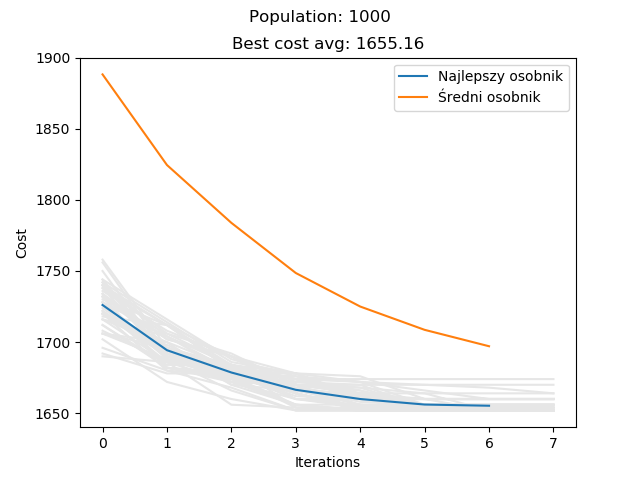 Population: 1000
Best cost avg: 1655.16
Najlepszy osobnik
Średni osobnik
Cost
1900
1850
1800
1750
1700
1650
0 1 2 3 4 5 6 7
Iterations